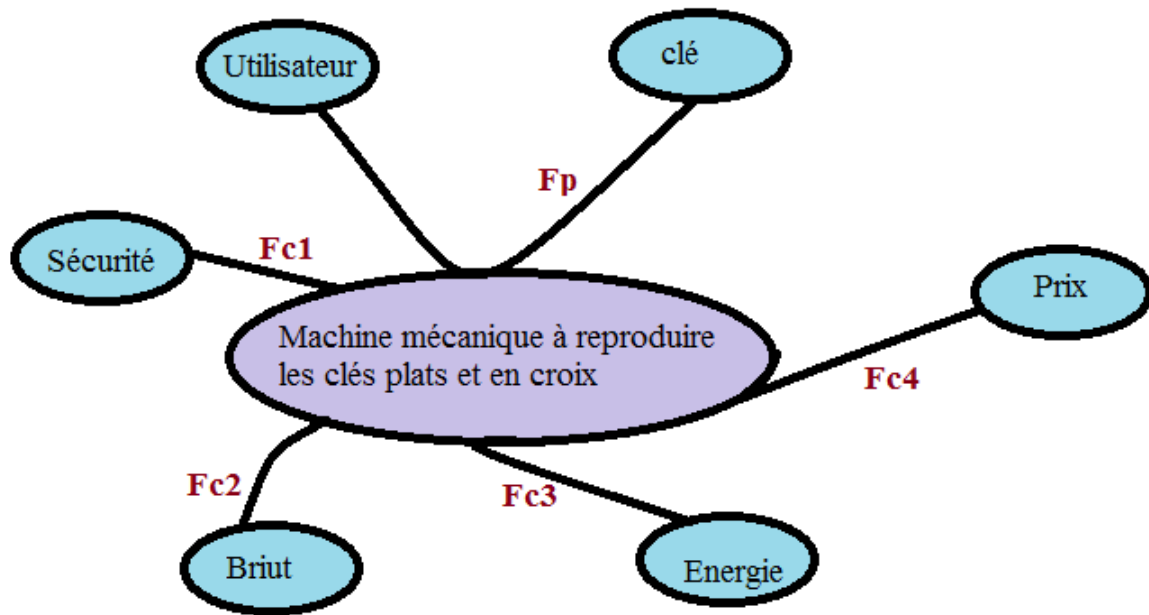 Utilisateur
clé
Fp
Sécurité
Fc1
Prix
Machine mécanique à reproduire
les clés plats et en croix
Fc4
Fc2
Fc3
Briut
Energie